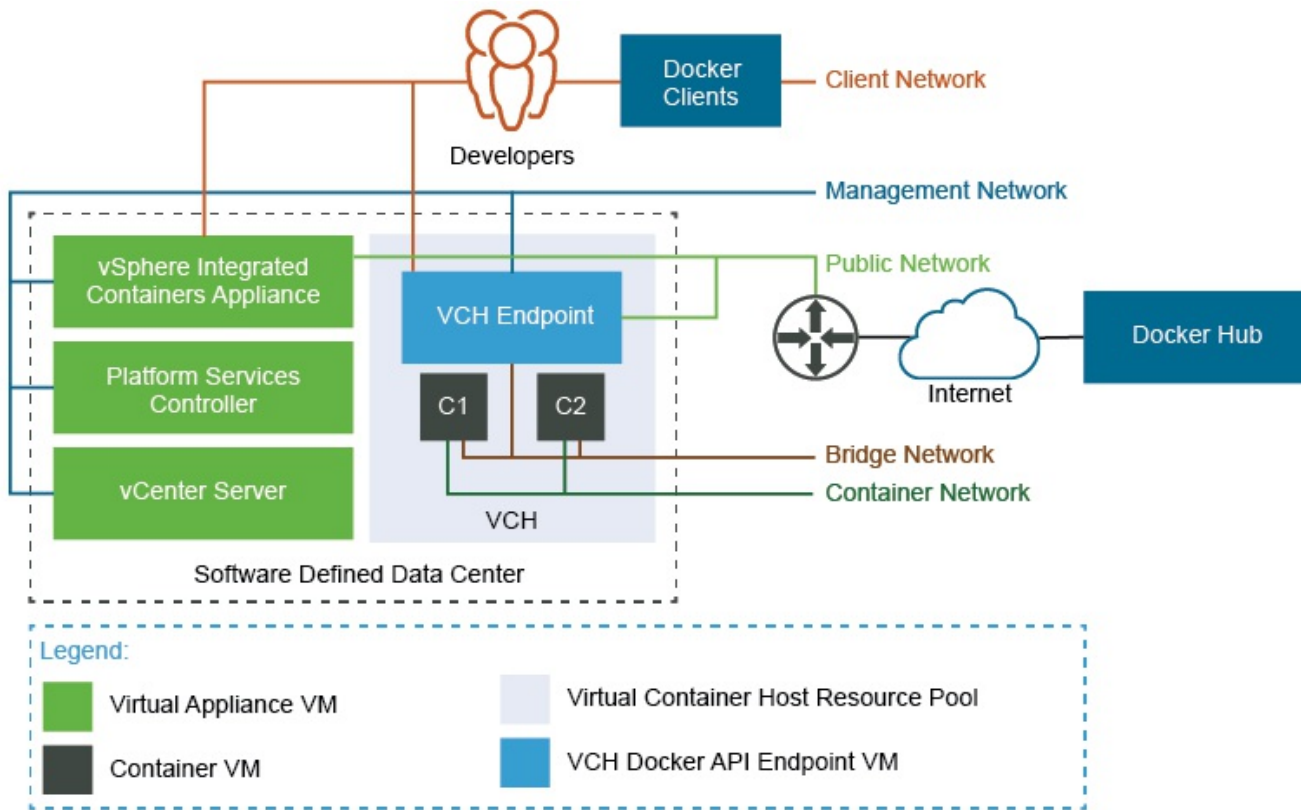 Docker
Clients
Client Network
Developers
Management Network
vSphere Integrated
Containers Appliance
Public Network
VCH Endpoint
Docker Hub
Platform Services
Controller
C1
C2
Internet
Bridge Network
vCenter Server
Container Network
VCH
Software Defined Data Center
Legend:
Virtual Appliance VM
Virtual Container Host Resource Pool
Container VM
VCH Docker API Endpoint VM